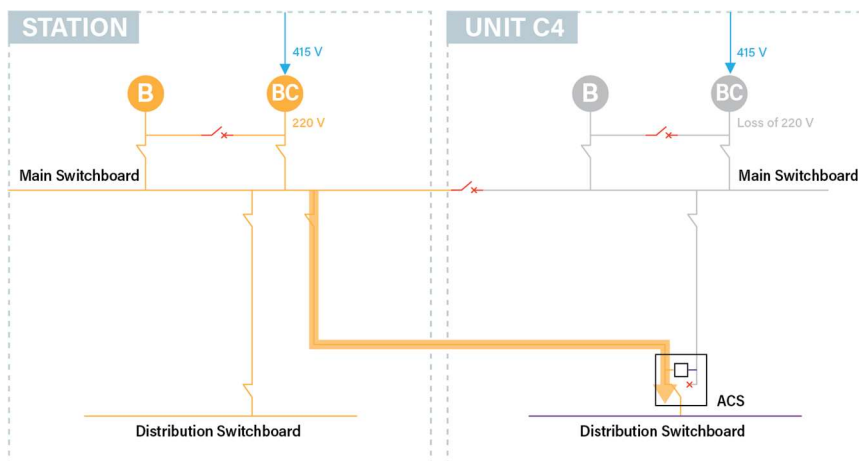 STATION
UNIT C4
415 V
415 V
B
BC
B
BC
220 V
Loss of 220 V
Main Switchboard
Main Switchboard
ACS
Distribution Switchboard
Distribution Switchboard